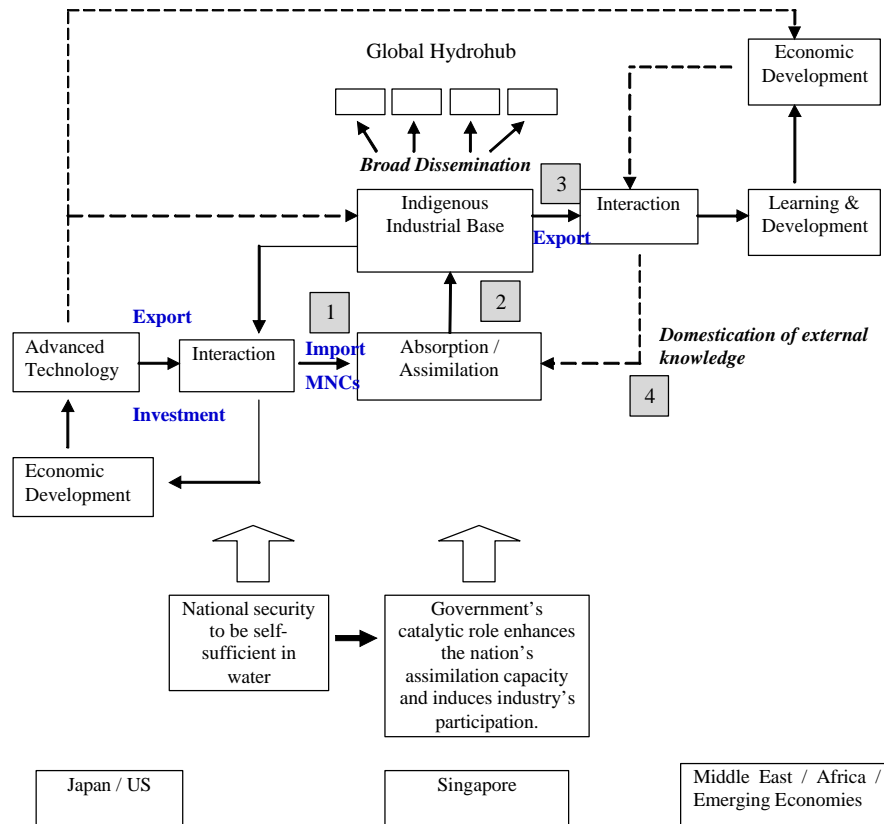 Economic
Development
Global Hydrohub
Broad Dissemination
3
Indigenous
Industrial Base
Export
Interaction
Learning &
Development
1
2
Export
Advanced
Technology
Interaction
Import
MNCs
Absorption /
Assimilation
Domestication of external
knowledge
4
Investment
Economic
Development
National security
to be self-
sufficient in
water
Government's
catalytic role enhances
the nation's
assimilation capacity
and induces industry's
participation.
Japan / US
Singapore
Middle East / Africa /
Emerging Economies